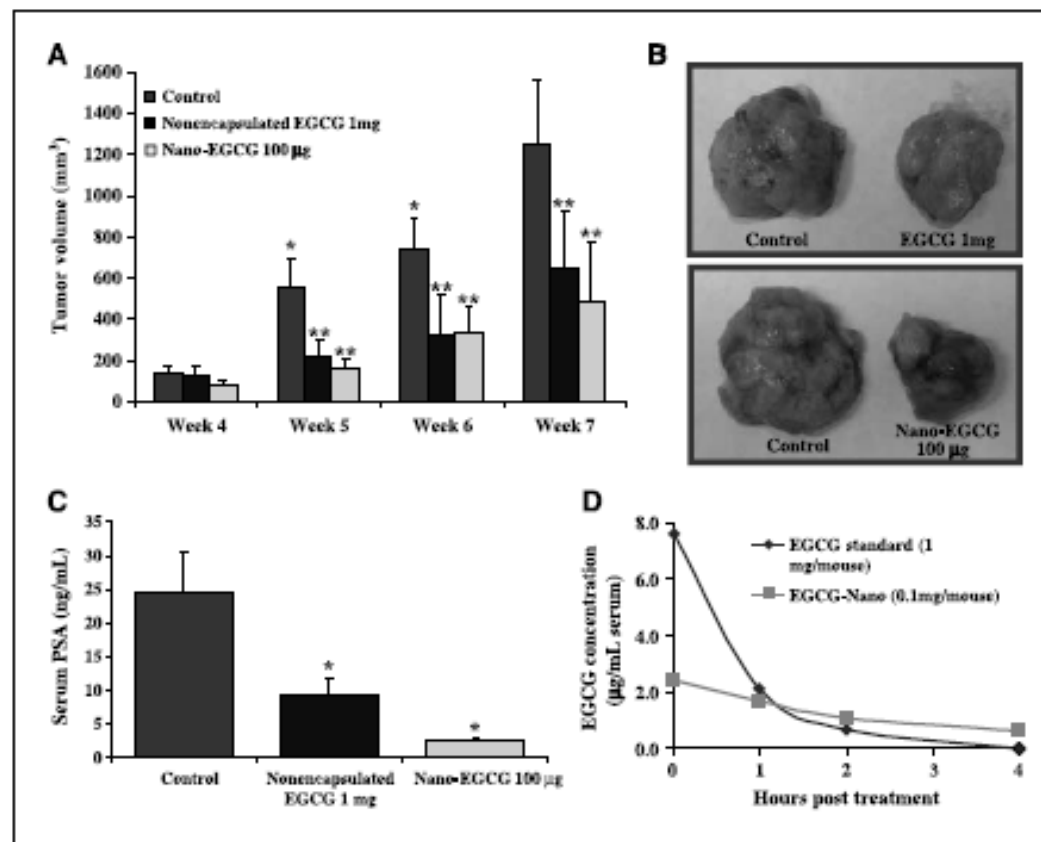 A
Tumor volume (mm³)
1600
1400
1200
1000
800
600
400
200
0
Control
Nonencapsulated EGCG 1mg
Nano-EGCG 100 µg
*
**
**
*
**
**
**
**
Week 4
Week 5
Week 6
Week 7
B
Control
EGCG 1mg
Control
Nano-EGCG
100 µg
C
Serum PSA (ng/mL)
35
30
25
20
15
10
5
0
*
*
Control
Nonencapsulated
EGCG 1 mg
Nano-EGCG 100 µg
D
EGCG concentration
(µg/mL serum)
8.0
6.0
4.0
2.0
0.0
EGCG standard (1
mg/mouse)
EGCG-Nano (0.1mg/mouse)
0
1
2
3
4
Hours post treatment